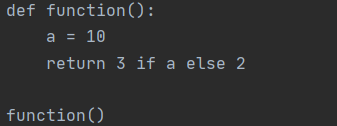 def function():
    a = 10
    return 3 if a else 2

function()